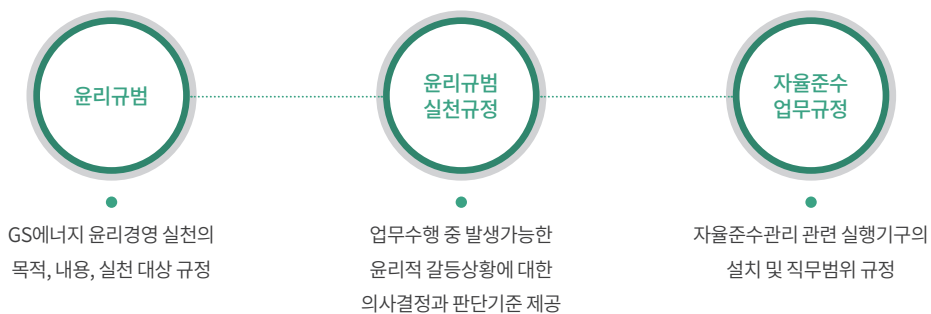 윤리규범
윤리규범
실천규정
자율준수
업무규정
GS에너지 윤리경영 실천의
목적, 내용, 실천 대상 규정
업무수행 중 발생가능한
윤리적 갈등상황에 대한
의사결정과 판단기준 제공
자율준수관리 관련 실행기구의
설치 및 직무범위 규정